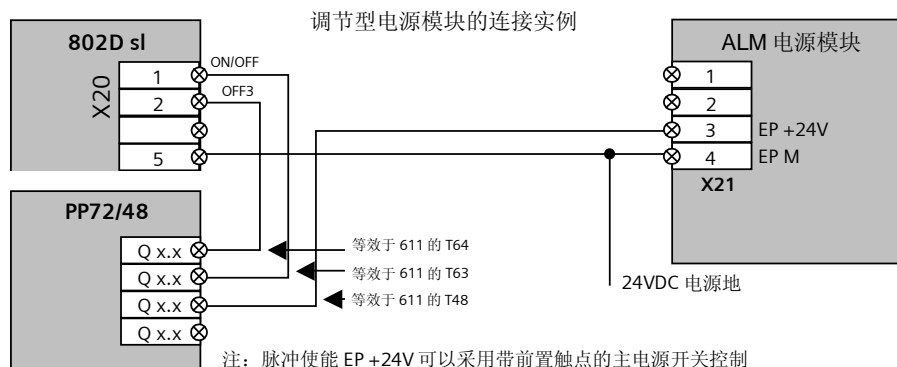 调节型电源模块的连接实例
802D sl
X20
1
2
5
ON/OFF
OFF3
ALM 电源模块
1
2
3 EP +24V
4 EP M
X21
PP72/48
Q x.x
Q x.x
Q x.x
Q x.x
等效于 611 的 T64
等效于 611 的 T63
等效于 611 的 T48
24VDC 电源地
注：脉冲使能 EP +24V 可以采用带前置触点的主电源开关控制